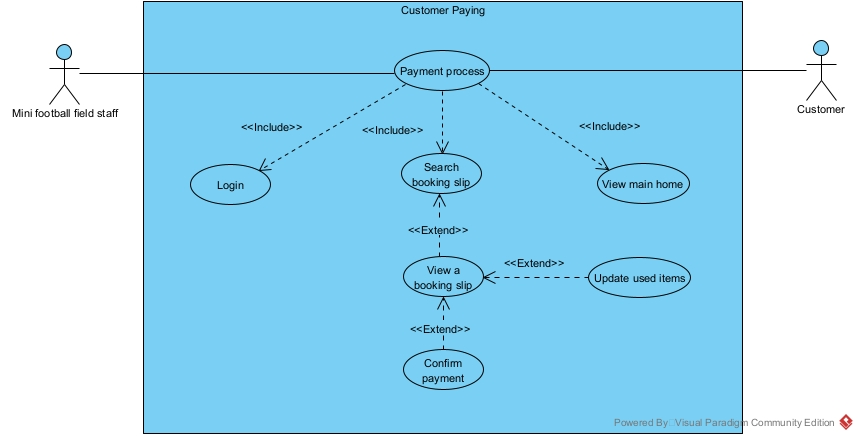 Customer Paying
Payment process
Mini football field staff
Customer
<<Include>>
<<Include>>
<<Include>>
Login
Search
booking slip
View main home
<<Extend>>
<<Extend>>
View a
booking slip
Update used items
<<Extend>>
Confirm
payment
Powered By Visual Paradigm Community Edition